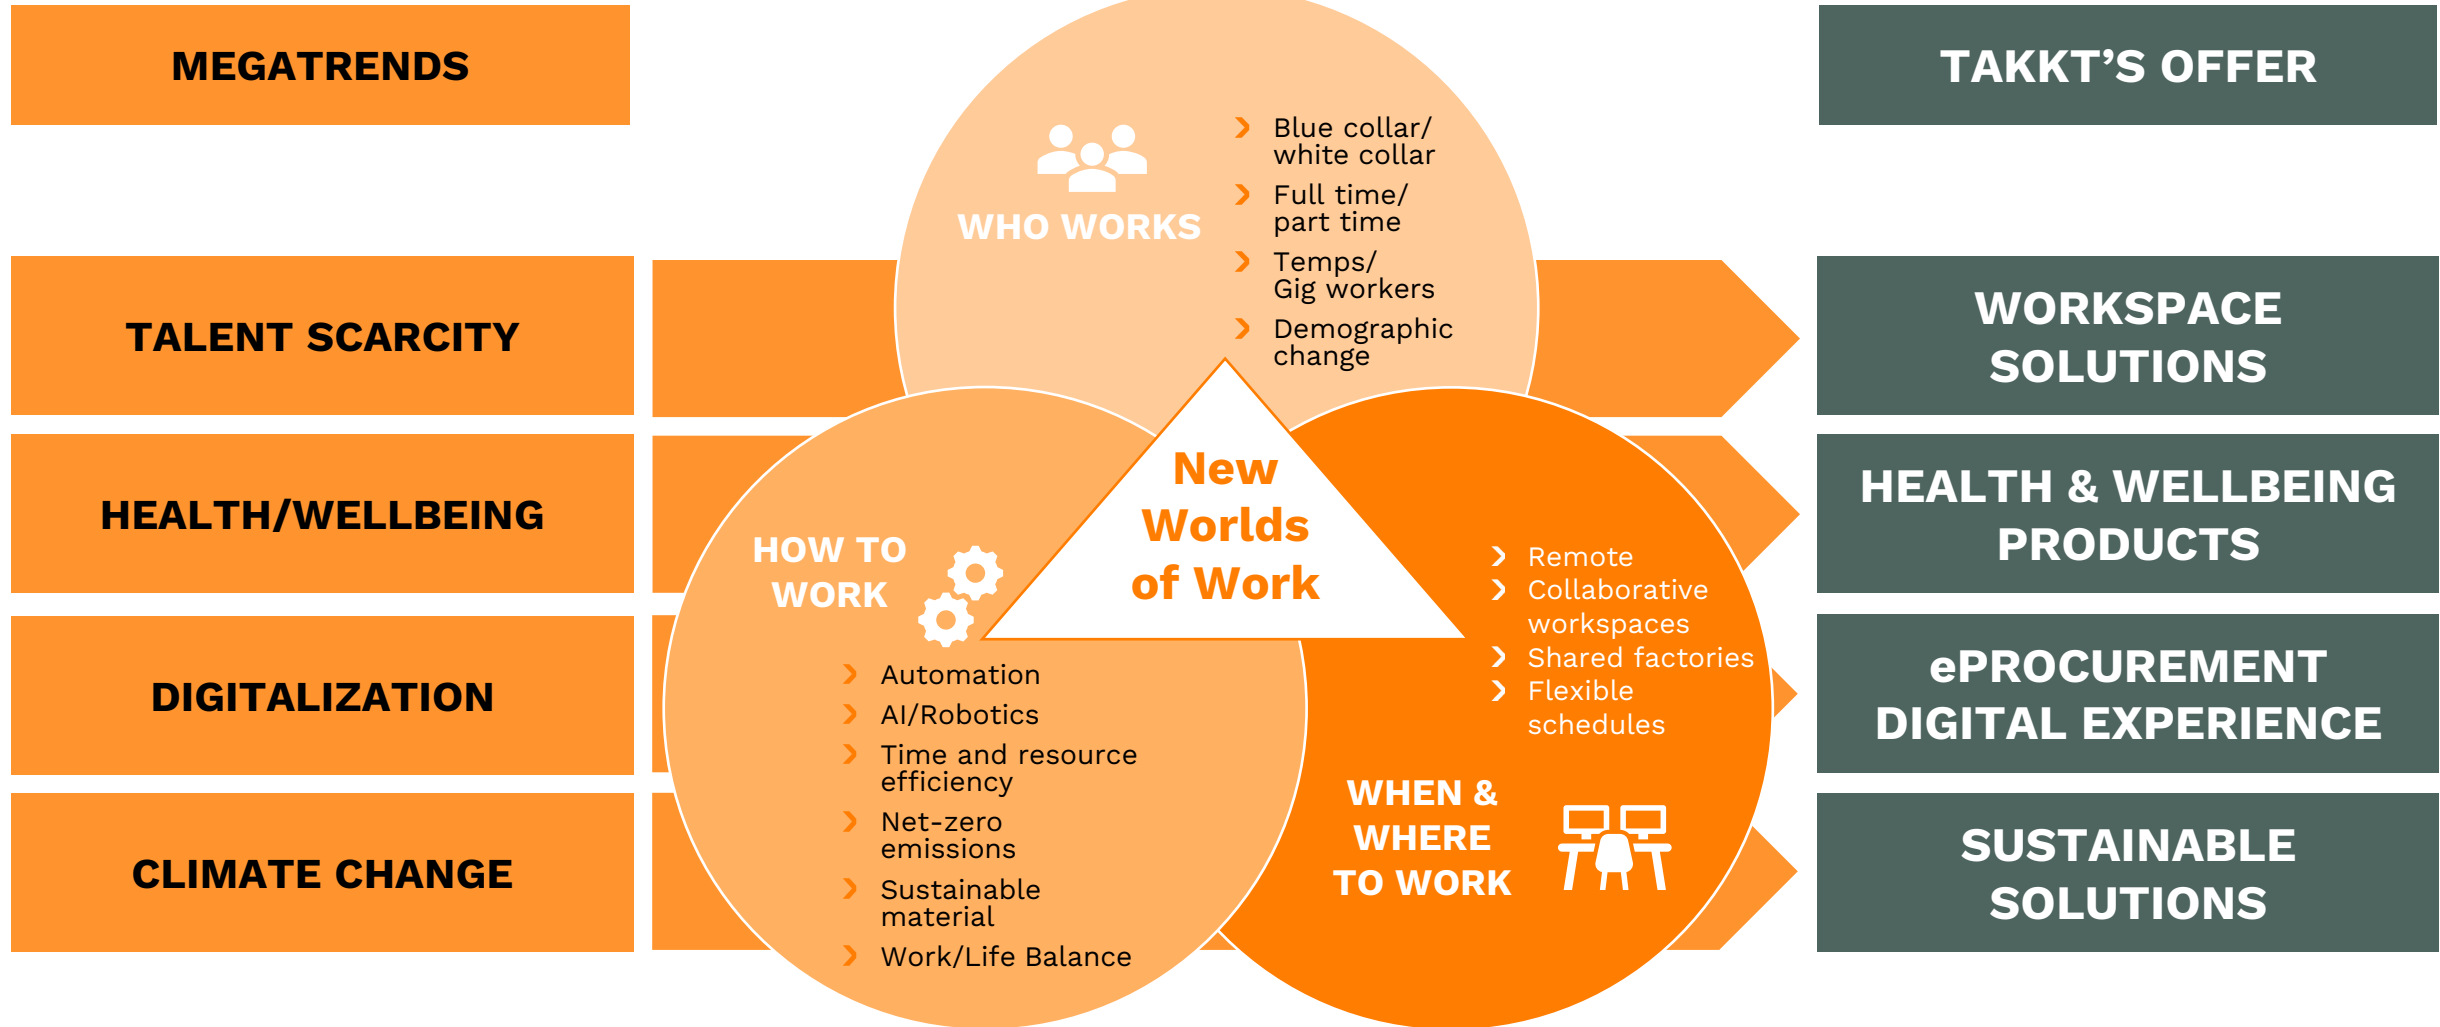 MEGATRENDS
TALENT SCARCITY
HEALTH/WELLBEING
DIGITALIZATION
CLIMATE CHANGE
WHO WORKS
Blue collar/
white collar
Full time/
part time
Temps/
Gig workers
Demographic
change
New
Worlds
of Work
HOW TO
WORK
Automation
AI/Robotics
Time and resource
efficiency
Net-zero
emissions
Sustainable
material
Work/Life Balance
Remote
Collaborative
workspaces
Shared factories
Flexible
schedules
WHEN &
WHERE
TO WORK
TAKKT’S OFFER
WORKSPACE
SOLUTIONS
HEALTH & WELLBEING
PRODUCTS
ePROCUREMENT
DIGITAL EXPERIENCE
SUSTAINABLE
SOLUTIONS